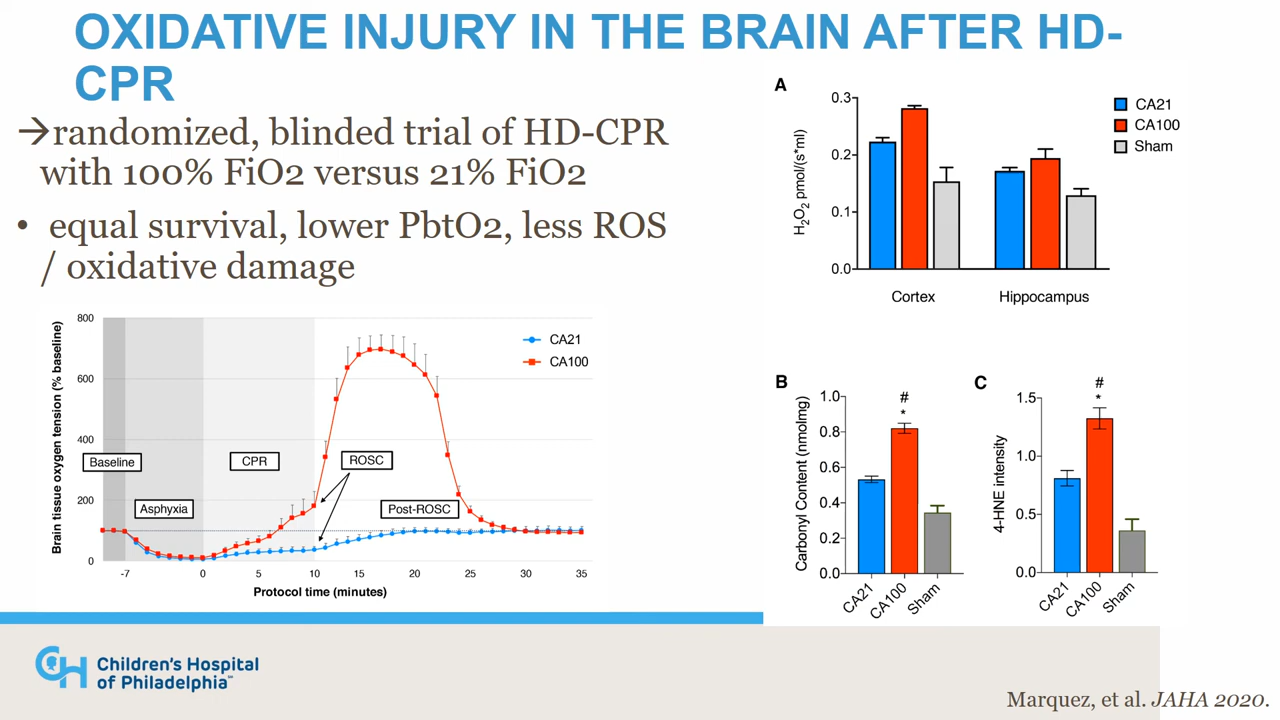 OXIDATIVE INJURY IN THE BRAIN AFTER HD-
CPR
→randomized, blinded trial of HD-CPR
with 100% FiO2 versus 21% FiO2
• equal survival, lower PbtO2, less ROS
/ oxidative damage
Brain tissue oxygen tension (% baseline)
800
600
400
200
0
CA21
CA100
Baseline
Asphyxia
CPR
ROSC
Post-ROSC
-7 0 5 10 15 20 25 30 35
Protocol time (minutes)
A
H₂O₂ pmol/(s*ml)
0.3
0.2
0.1
0.0
Cortex Hippocampus
CA21
CA100
Sham
B
Carbonyl Content (nmolmg)
1.0
0.8
0.6
0.4
0.2
0.0
#
*
CA21 CA100 Sham
C
4-HNE intensity
1.5
1.0
0.5
0.0
#
*
CA21 CA100 Sham
CH
Children's Hospital
of Philadelphia℠
Marquez, et al. JAHA 2020.